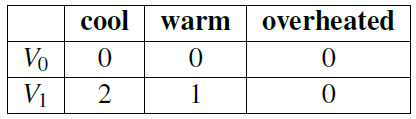 cool warm overheated
V₀ 0 0 0
V₁ 2 1 0